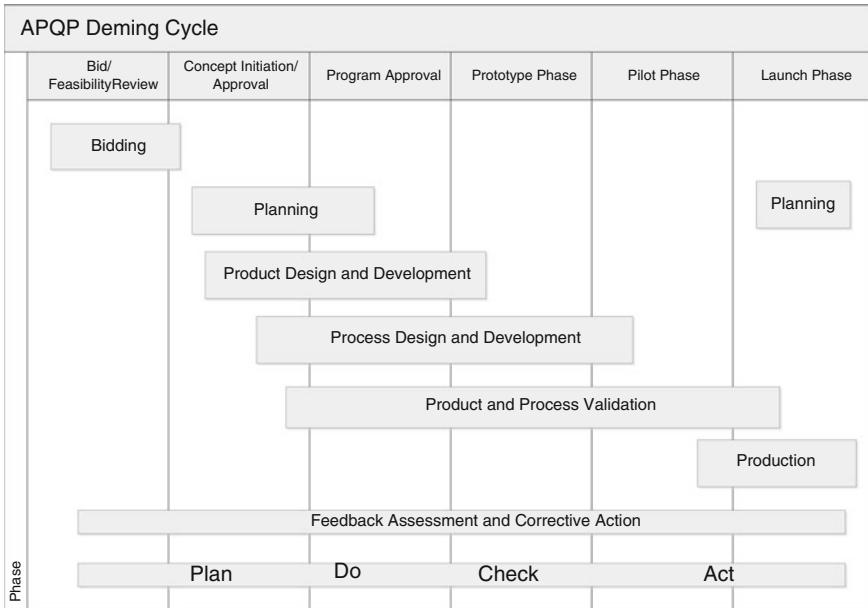 APQP Deming Cycle
Bid/
FeasibilityReview
Concept Initiation/
Approval
Program Approval
Prototype Phase
Pilot Phase
Launch Phase
Bidding
Planning
Planning
Product Design and Development
Process Design and Development
Product and Process Validation
Production
Feedback Assessment and Corrective Action
Plan
Do
Check
Act
Phase